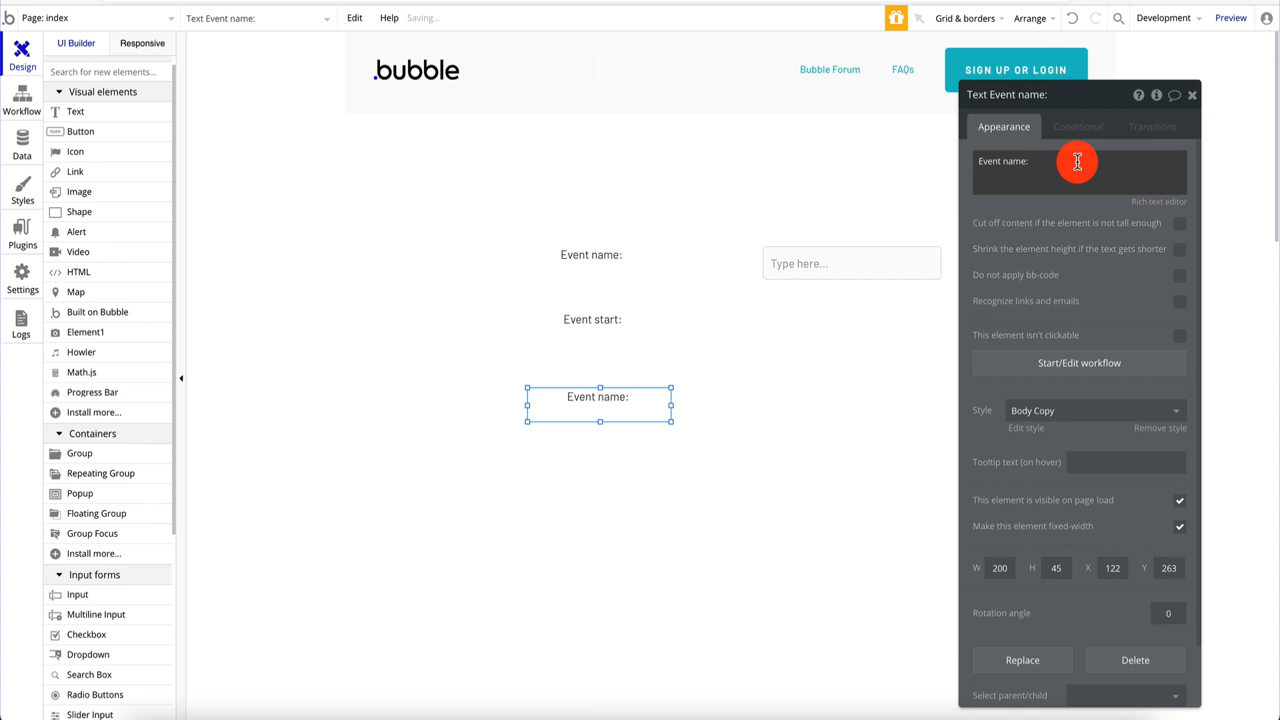 Page: index
Text Event name:
Edit
Help
Saving...
Grid & borders
Arrange
Development
Preview
Design
Workflow
Data
Styles
Plugins
Settings
Logs
UI Builder
Responsive
Search for new elements...
Visual elements
Text
CLICK
Button
Icon
Link
Image
Shape
Alert
Video
HTML
Map
Built on Bubble
Element1
Howler
Math.js
Progress Bar
Install more...
Containers
Group
Repeating Group
Popup
Floating Group
Group Focus
Install more...
Input forms
Input
Multiline Input
Checkbox
Dropdown
Search Box
Radio Buttons
Slider Input
.bubble
Bubble Forum
FAQs
SIGN UP OR LOGIN
Event name:
Type here...
Event start:
Event name:
Text Event name:
Appearance
Conditional
Transitions
Event name:
Rich text editor
Cut off content if the element is not tall enough
Shrink the element height if the text gets shorter
Do not apply bb-code
Recognize links and emails
This element isn't clickable
Start/Edit workflow
Style
Body Copy
Edit style
Remove style
Tooltip text (on hover)
This element is visible on page load
Make this element fixed-width
W 200 H 45 X 122 Y 263
Rotation angle 0
Replace
Delete
Select parent/child